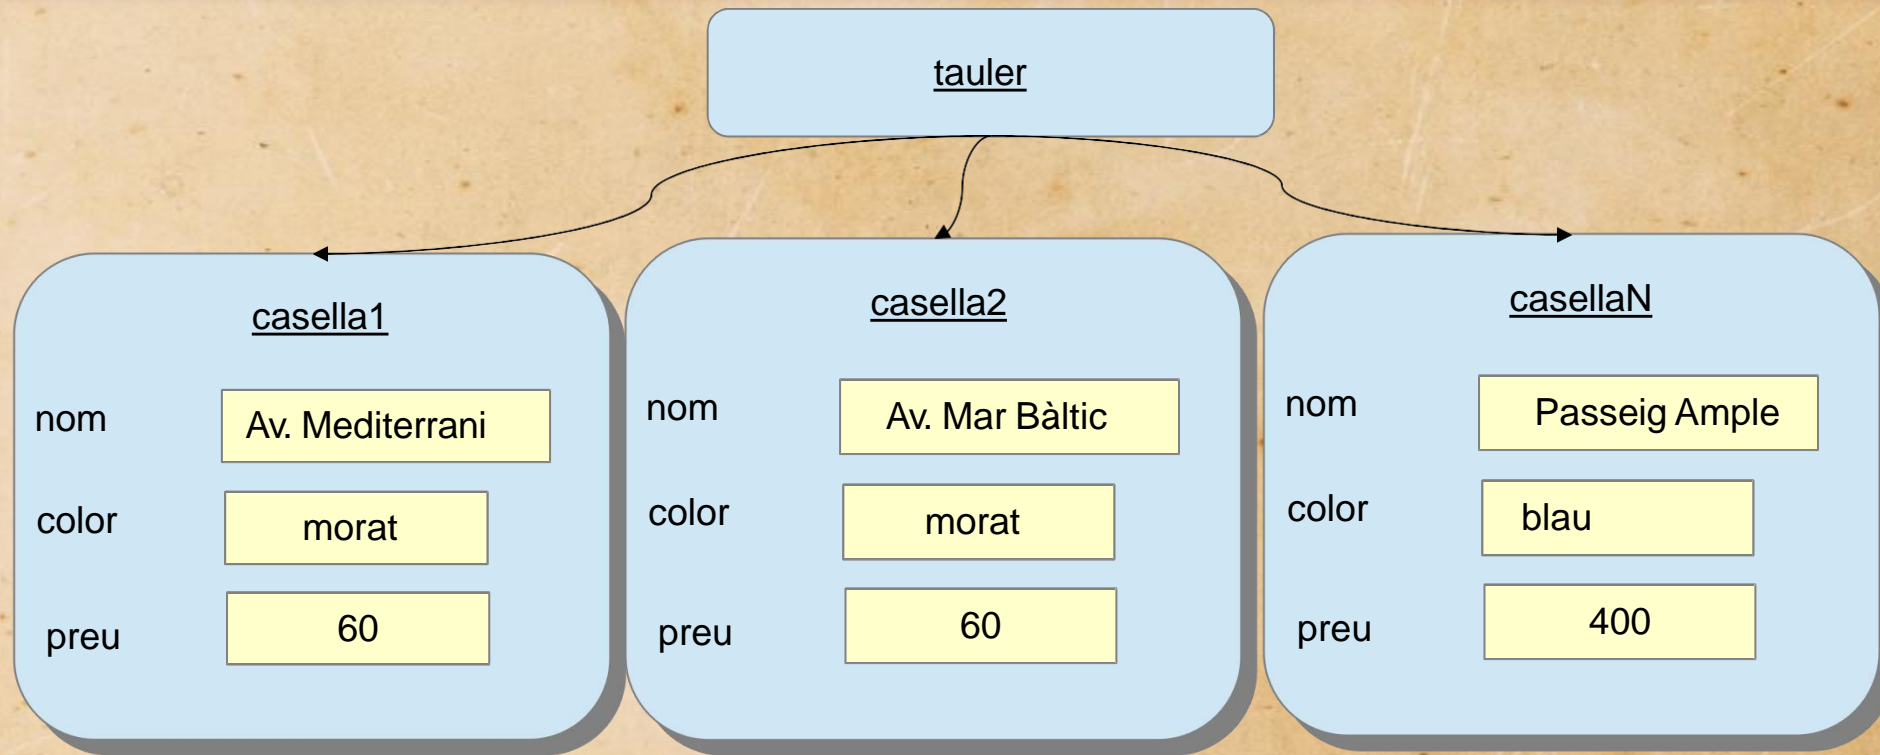 tauler
casella1
nom
Av. Mediterrani
color
morat
preu
60
casella2
nom
Av. Mar Bàltic
color
morat
preu
60
casellaN
nom
Passeig Ample
color
blau
preu
400